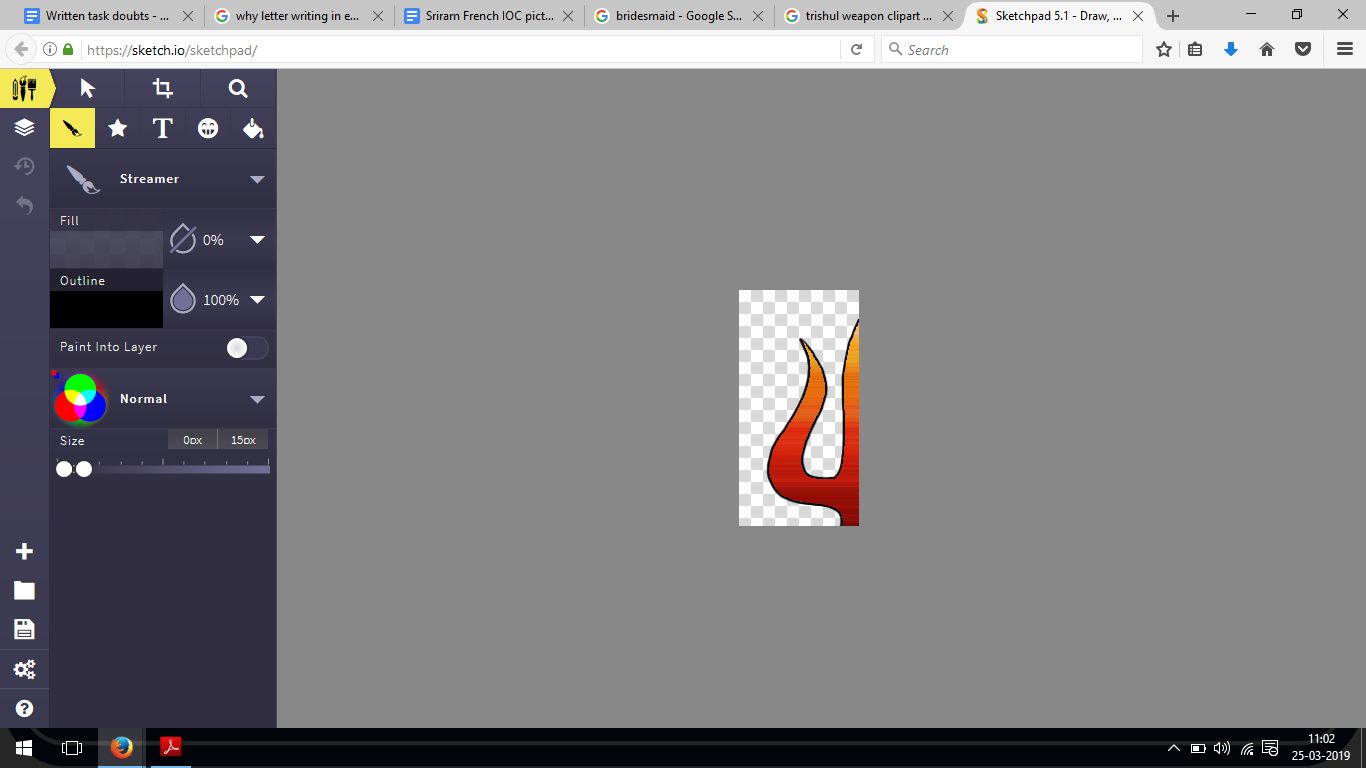 Written task doubts - ...
why letter writing in e...
Sriram French IOC pict...
bridesmaid - Google S...
trishul weapon clipart ...
Sketchpad 5.1 - Draw, ...
https://sketch.io/sketchpad/
Search
T
Streamer
Fill
0%
Outline
100%
Paint Into Layer
Normal
Size
0px
15px
11:02
25-03-2019